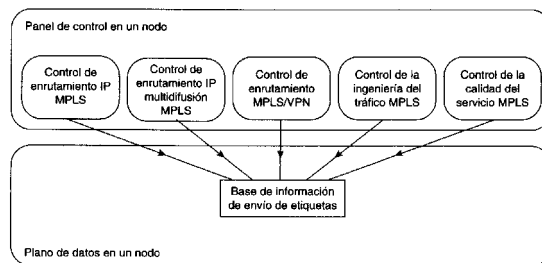 Panel de control en un nodo
Control de
enrutamiento IP
MPLS
Control de
enrutamiento IP
multidifusión
MPLS
Control de
enrutamiento
MPLS/VPN
Control de la
ingeniería del
tráfico MPLS
Control de la
calidad del
servicio MPLS
Base de información
de envío de etiquetas
Plano de datos en un nodo